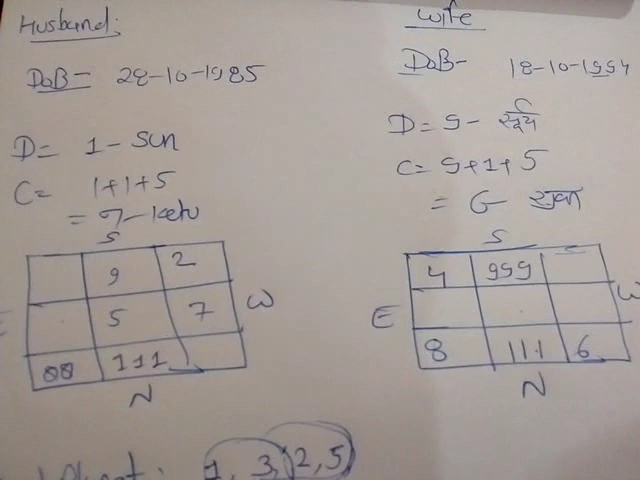 Husband:
DoB- 28-10-1985
D= 1 - Sun
C= 1+1+5
= 7 - Ketu
S
9 2
E 5 7 W
88 111
N
Wife
DoB- 18-10-1994
D= 9 - सूर्य
C= 9+1+5
= 6 - शुक्र
S
4 999
E W
8 111 6
N
1, 3, 2, 5